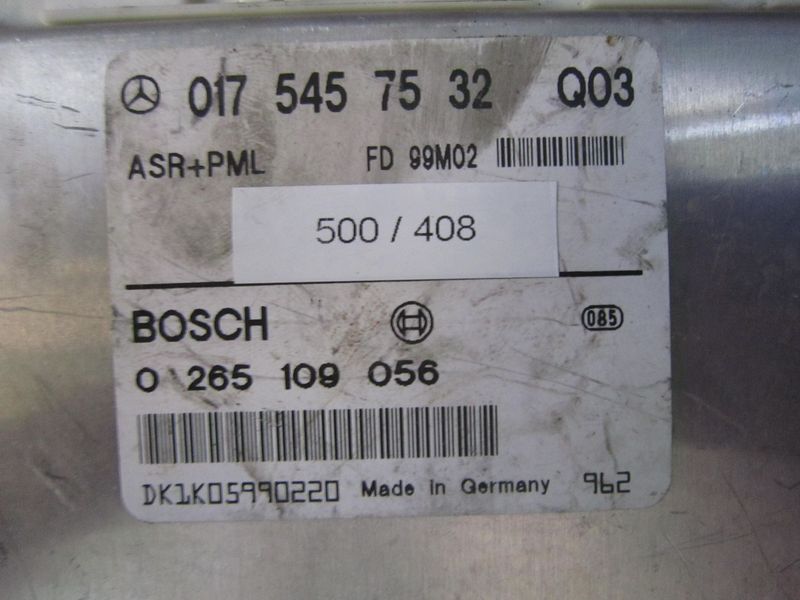 017 545 75 32 Q03
ASR+PML FD 99M02
500 / 408
BOSCH 085
0 265 109 056
DK1K05990220 Made in Germany 962